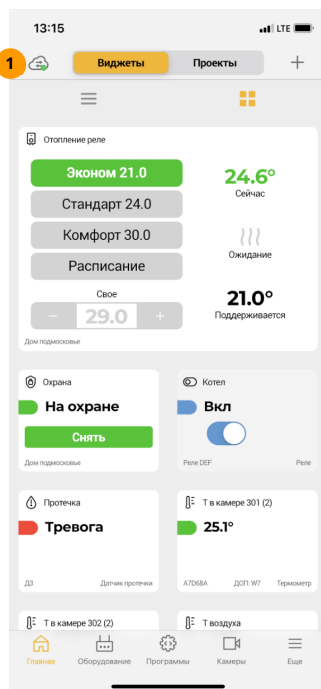 13:15
LTE
1
Виджеты
Проекты
Отопление реле
Эконом 21.0
24.6°
Сейчас
Стандарт 24.0
Комфорт 30.0
Ожидание
Расписание
Свое
21.0°
29.0
Поддерживается
Дом подмосковье
Охрана
На охране
Снять
Дом подмосковье
Котел
Вкл
Реле DEF
Реле
Протечка
Тревога
ДЗ
Датчик протечки
Т в камере 301 (2)
25.1°
A7D68A
ДОП: W7
Термометр
Т в камере 302 (2)
Т воздуха
Главная
Оборудование
Программы
Камеры
Еще